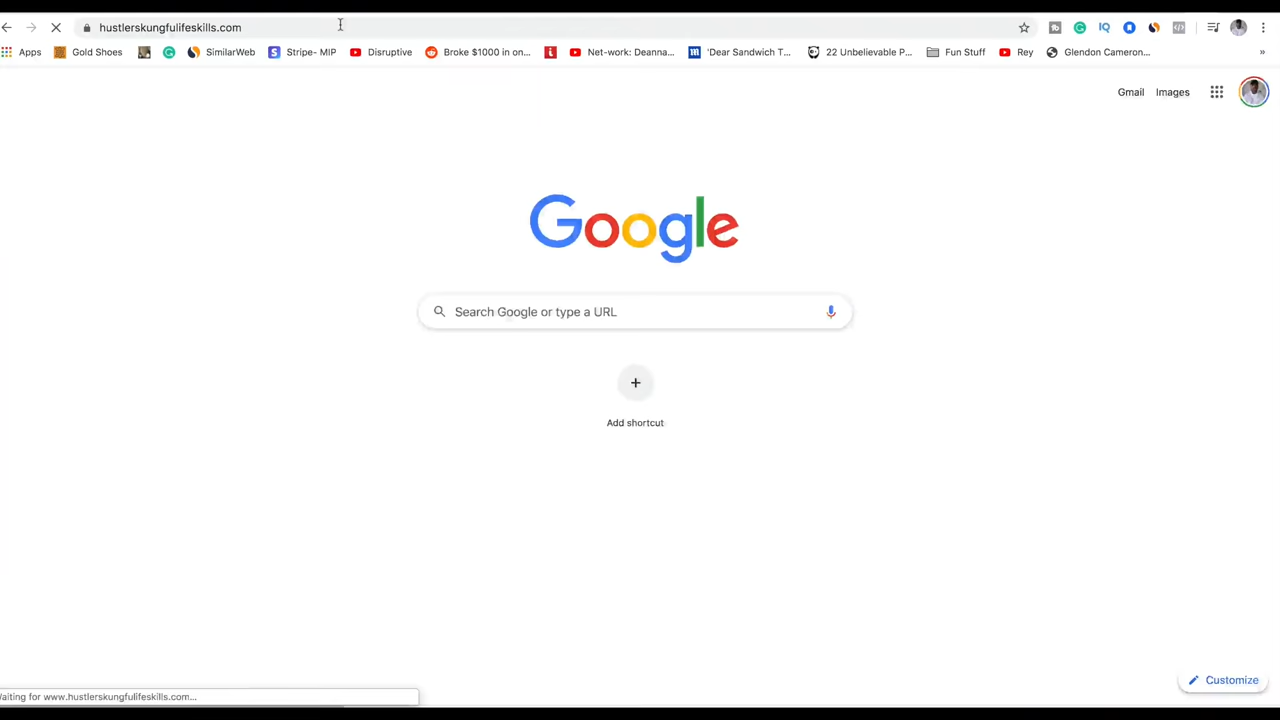 hustlerskungfulifeskills.com
Apps Gold Shoes SimilarWeb Stripe- MIP Disruptive Broke $1000 in on... Net-work: Deanna... 'Dear Sandwich T... 22 Unbelievable P... Fun Stuff Rey Glendon Cameron... »
Gmail Images
Google
Search Google or type a URL
Add shortcut
Customize
aiting for www.hustlerskungfulifeskills.com...